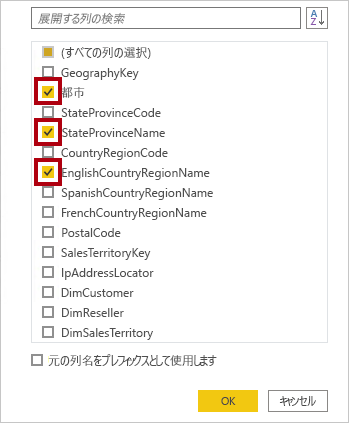 展開する列の検索
A
Z
(すべての列の選択)
GeographyKey
都市
StateProvinceCode
StateProvinceName
CountryRegionCode
EnglishCountryRegionName
SpanishCountryRegionName
FrenchCountryRegionName
PostalCode
SalesTerritoryKey
IpAddressLocator
DimCustomer
DimReseller
DimSalesTerritory
元の列名をプレフィックスとして使用します
OK
キャンセル